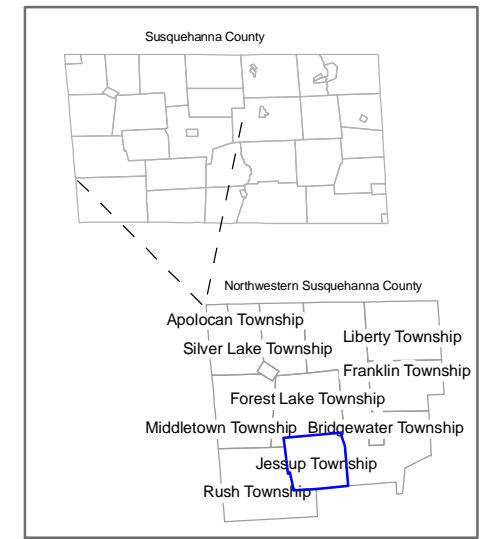 Susquehanna County
Northwestern Susquehanna County
Apolocan Township
Liberty Township
Silver Lake Township
Franklin Township
Forest Lake Township
Middletown Township Bridgewater Township
Jessup Township
Rush Township